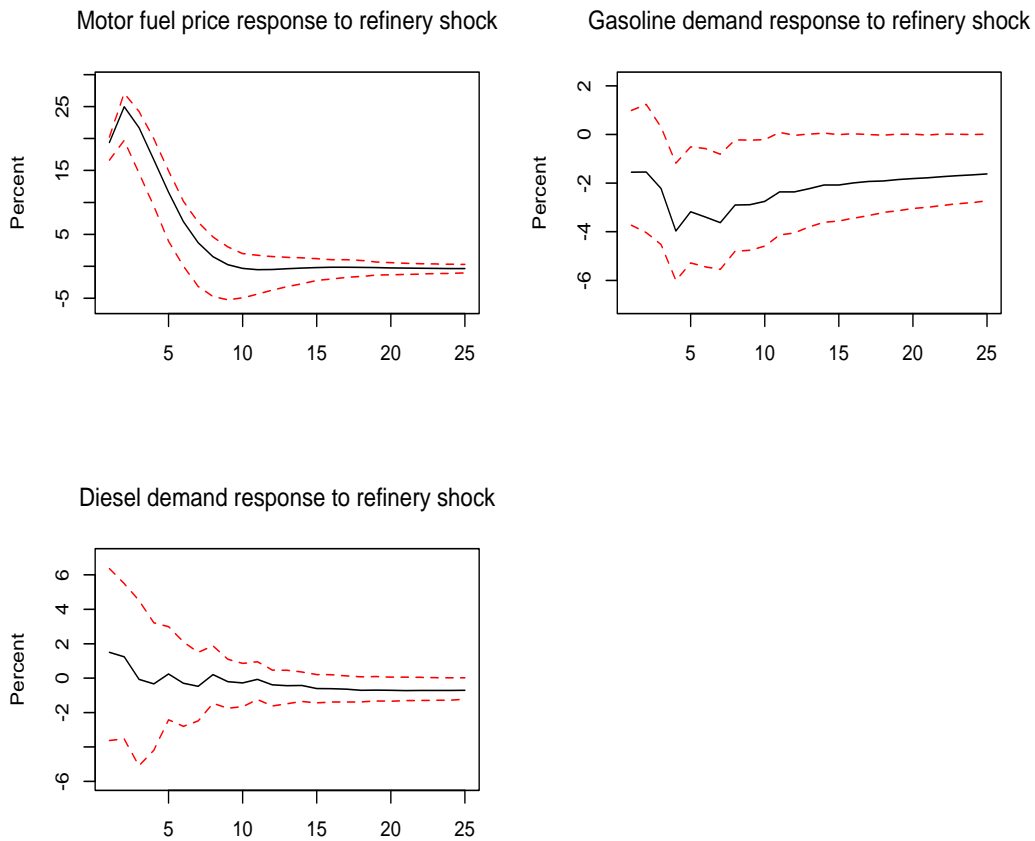 Motor fuel price response to refinery shock
Percent
25
15
5
-5
5 10 15 20 25
Gasoline demand response to refinery shock
Percent
2
0
-2
-4
-6
5 10 15 20 25
Diesel demand response to refinery shock
Percent
6
4
2
0
-2
-6
5 10 15 20 25